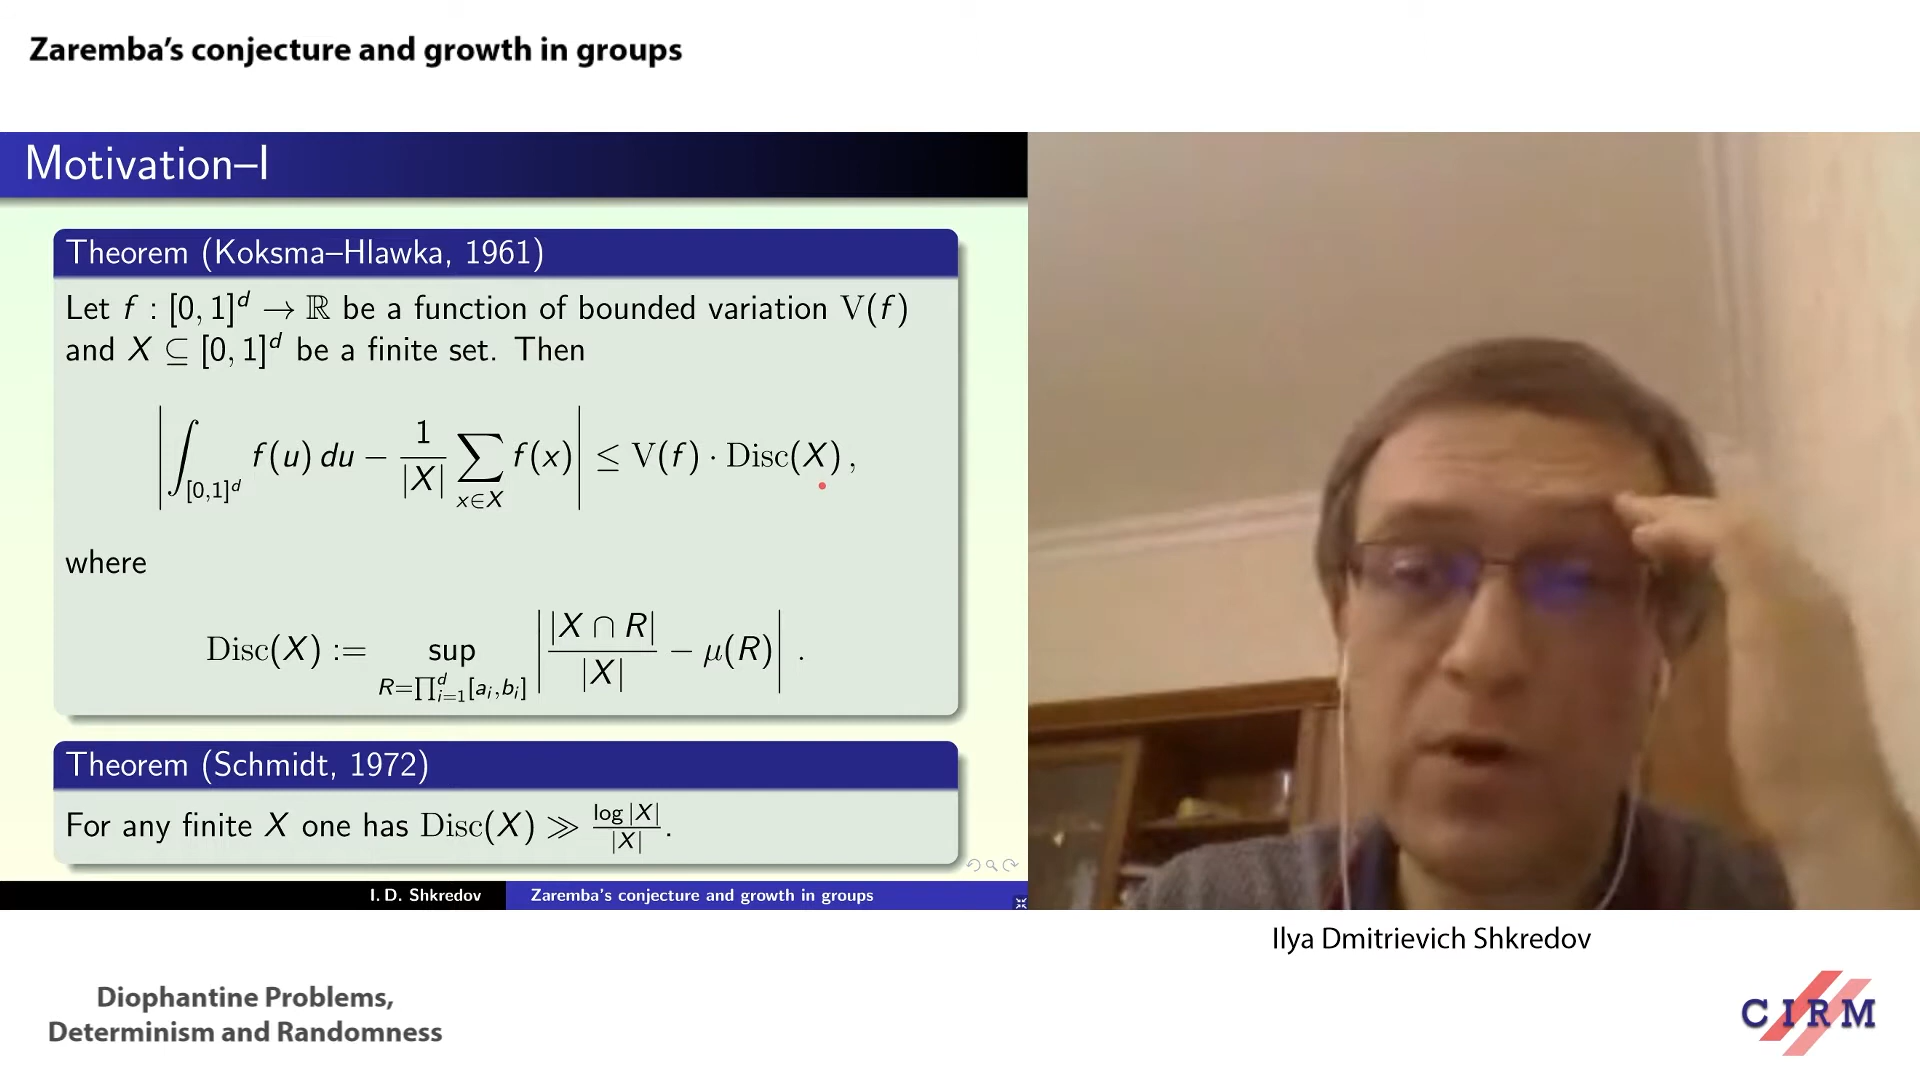 Zaremba's conjecture and growth in groups
Motivation–I
Theorem (Koksma–Hlawka, 1961)
Let f : [0, 1]^d → ℝ be a function of bounded variation V(f)
and X ⊆ [0, 1]^d be a finite set. Then
|∫_{[0,1]^d} f(u) du − 1/|X| ∑_{x∈X} f(x)| ≤ V(f) · Disc(X) ,
where
Disc(X) := sup_{R=∏_{i=1}^d [a_i,b_i]} | |X ∩ R|/|X| − μ(R) | .
Theorem (Schmidt, 1972)
For any finite X one has Disc(X) ≫ log |X|/|X|.
I. D. Shkredov
Zaremba's conjecture and growth in groups
Ilya Dmitrievich Shkredov
Diophantine Problems,
Determinism and Randomness
CIRM